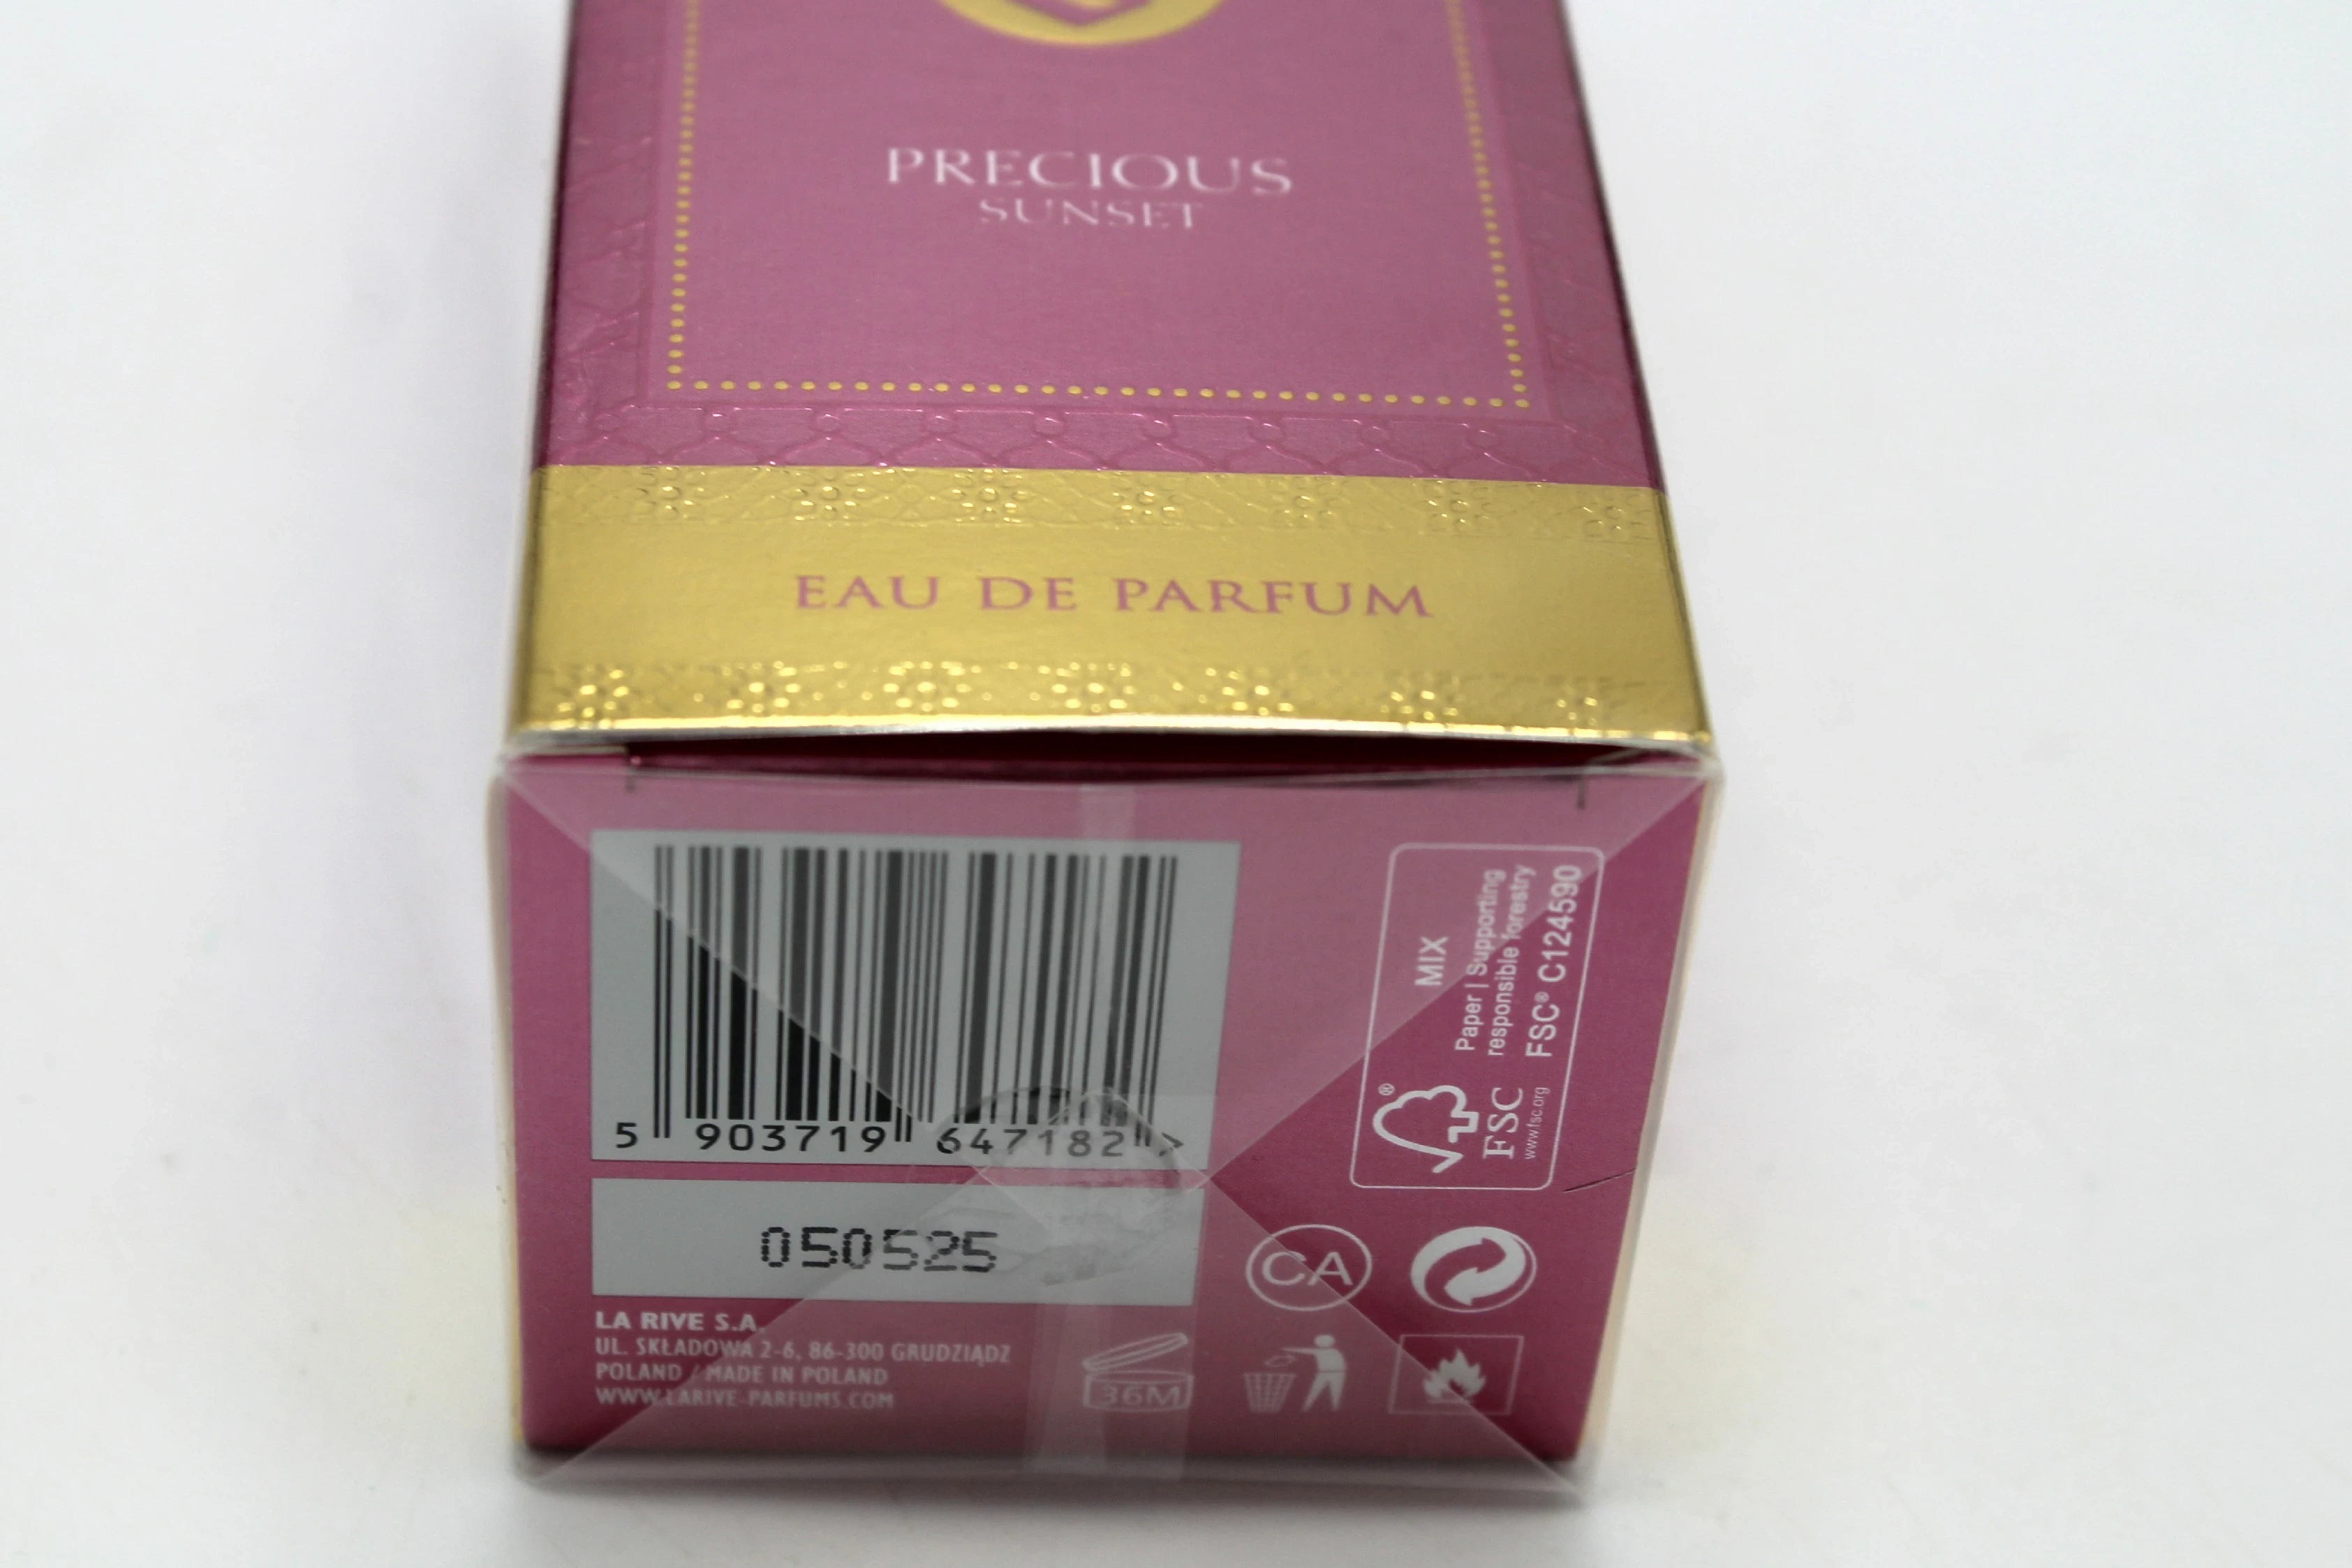 PRECIOUS
SUNSET
EAU DE PARFUM
5 903719 647182 >
050525
LA RIVE S.A.
UL. SKŁADOWA 2-6, 86-300 GRUDZIĄDZ
POLAND / MADE IN POLAND
WWW.LARIVE-PARFUMS.COM
MIX
Paper | Supporting
responsible forestry
FSC® C124590
®
FSC
www.fsc.org
CA
36M